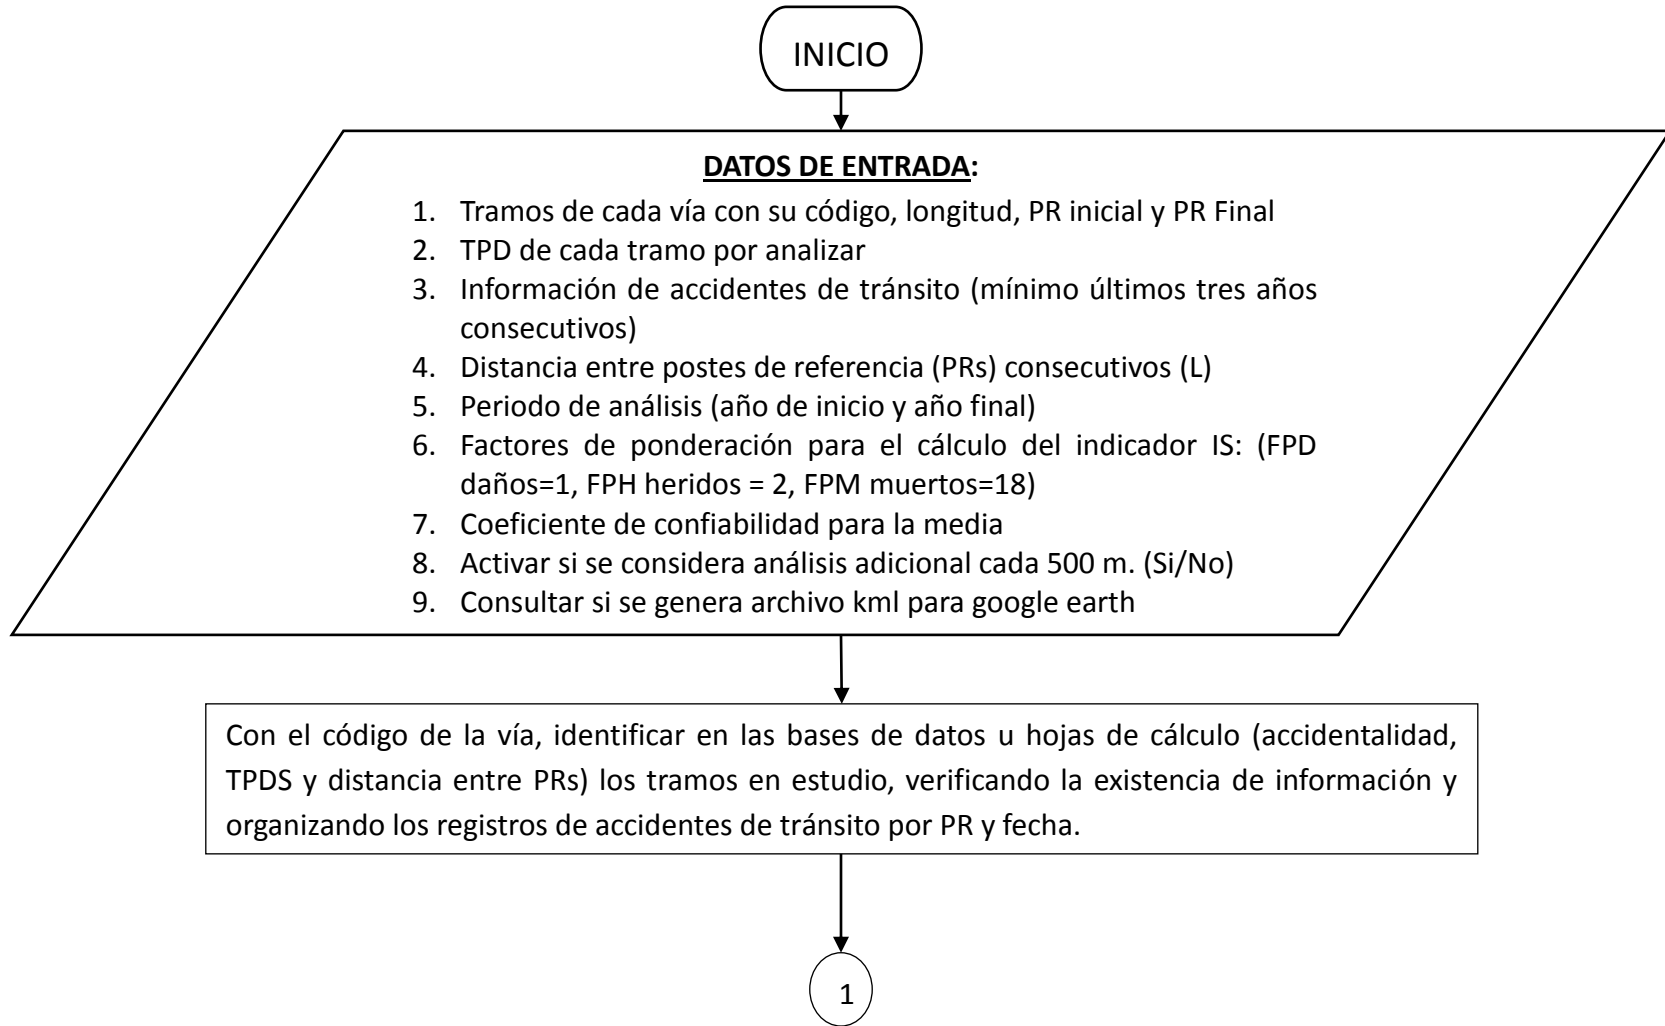 INICIO
DATOS DE ENTRADA:
1. Tramos de cada vía con su código, longitud, PR inicial y PR Final
2. TPD de cada tramo por analizar
3. Información de accidentes de tránsito (mínimo últimos tres años
consecutivos)
4. Distancia entre postes de referencia (PRs) consecutivos (L)
5. Periodo de análisis (año de inicio y año final)
6. Factores de ponderación para el cálculo del indicador IS: (FPD
daños=1, FPH heridos = 2, FPM muertos=18)
7. Coeficiente de confiabilidad para la media
8. Activar si se considera análisis adicional cada 500 m. (Si/No)
9. Consultar si se genera archivo kml para google earth
Con el código de la vía, identificar en las bases de datos u hojas de cálculo (accidentalidad,
TPDS y distancia entre PRs) los tramos en estudio, verificando la existencia de información y
organizando los registros de accidentes de tránsito por PR y fecha.
1